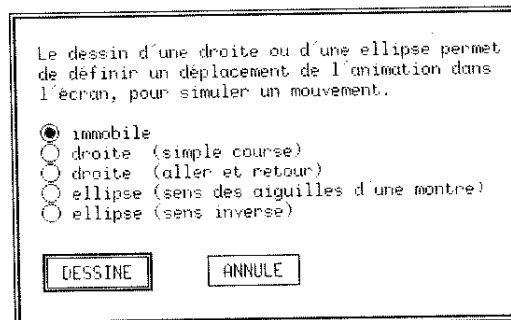 Le dessin d'une droite ou d'une ellipse permet
de définir un déplacement de l'animation dans
l'écran, pour simuler un mouvement.
immobile
droite (simple course)
droite (aller et retour)
ellipse (sens des aiguilles d'une montre)
ellipse (sens inverse)
DESSINE ANNULE